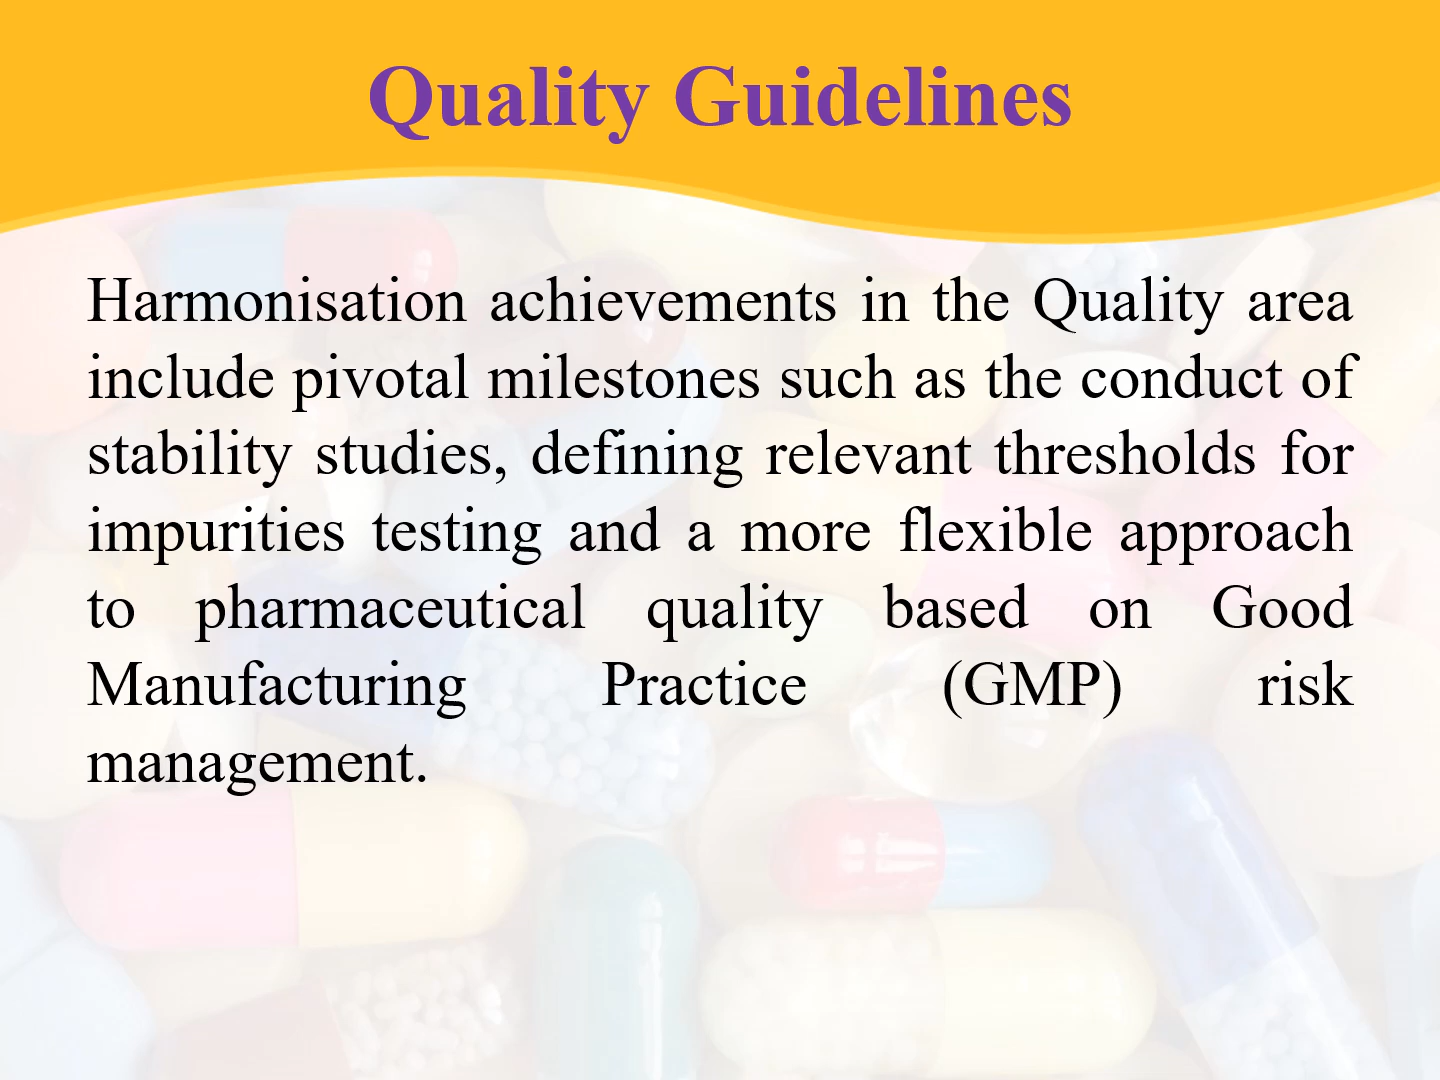 Quality Guidelines
Harmonisation achievements in the Quality area
include pivotal milestones such as the conduct of
stability studies, defining relevant thresholds for
impurities testing and a more flexible approach
to pharmaceutical quality based on Good
Manufacturing Practice (GMP) risk
management.